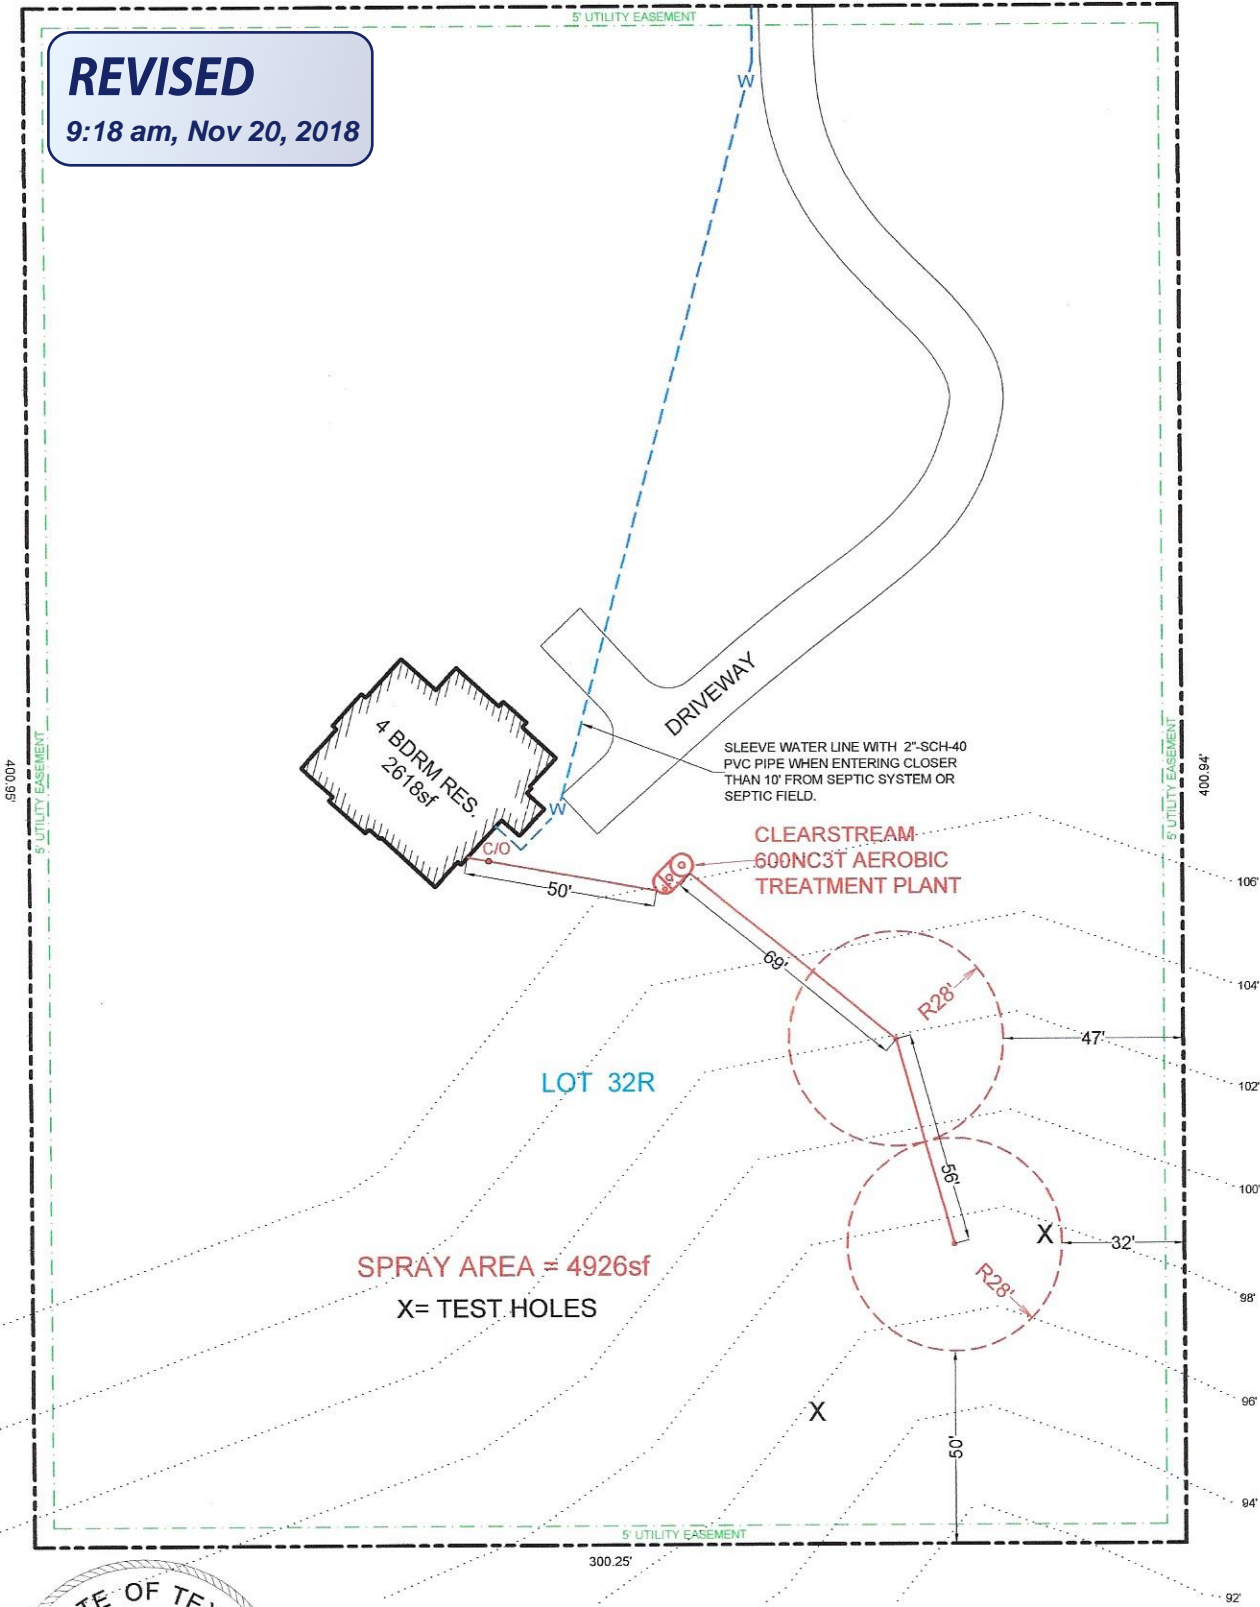 5' UTILITY EASEMENT
REVISED
9:18 am, Nov 20, 2018
W
DRIVEWAY
4 BDRM RES.
2618sf
SLEEVE WATER LINE WITH 2"-SCH-40
PVC PIPE WHEN ENTERING CLOSER
THAN 10' FROM SEPTIC SYSTEM OR
SEPTIC FIELD.
400.95'
5' UTILITY EASEMENT
5' UTILITY EASEMENT
400.94'
W
C/O
50'
CLEARSTREAM
600NC3T AEROBIC
TREATMENT PLANT
106'
69'
R28'
104'
47'
LOT 32R
102'
56'
100'
X
32'
SPRAY AREA = 4926sf
X= TEST HOLES
R28'
98'
96'
X
50'
94'
5' UTILITY EASEMENT
300.25'
92'
OF